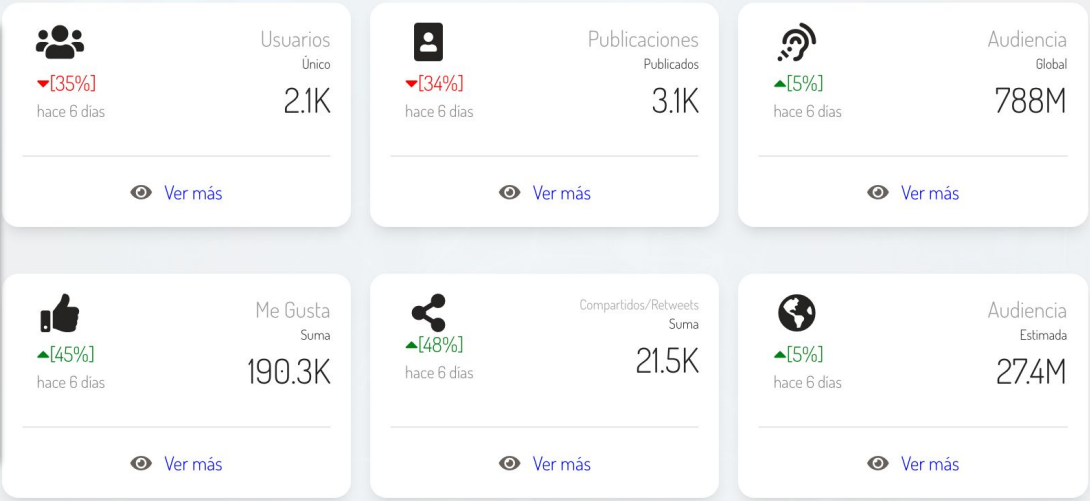 Usuarios
Único
▼[35%]
2.1K
hace 6 días
Ver más
Publicaciones
Publicados
▼[34%]
3.1K
hace 6 días
Ver más
Audiencia
Global
▲[5%]
788M
hace 6 días
Ver más
Me Gusta
Suma
▲[45%]
190.3K
hace 6 días
Ver más
Compartidos/Retweets
Suma
▲[48%]
21.5K
hace 6 días
Ver más
Audiencia
Estimada
▲[5%]
27.4M
hace 6 días
Ver más